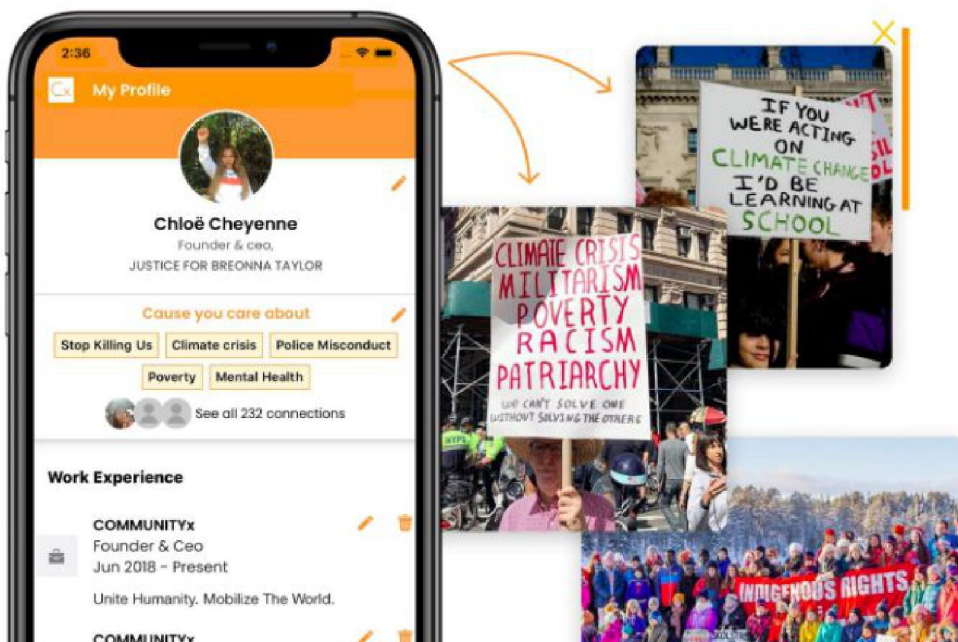 2:36
Cx My Profile
Chloë Cheyenne
Founder & ceo,
JUSTICE FOR BREONNA TAYLOR
Cause you care about
Stop Killing Us Climate crisis Police Misconduct
Poverty Mental Health
See all 232 connections
Work Experience
COMMUNITYx
Founder & Ceo
Jun 2018 - Present
Unite Humanity. Mobilize The World.
COMMUNITYx
IF YOU
WERE ACTING
ON
CLIMATE CHANGE
I'D BE
LEARNING AT
SCHOOL
CLIMATE CRISIS
MILITARISM
POVERTY
RACISM
PATRIARCHY
WE CAN'T SOLVE ONE
WITHOUT SOLVING THE OTHERS
NYPD
INDIGENOUS RIGHTS